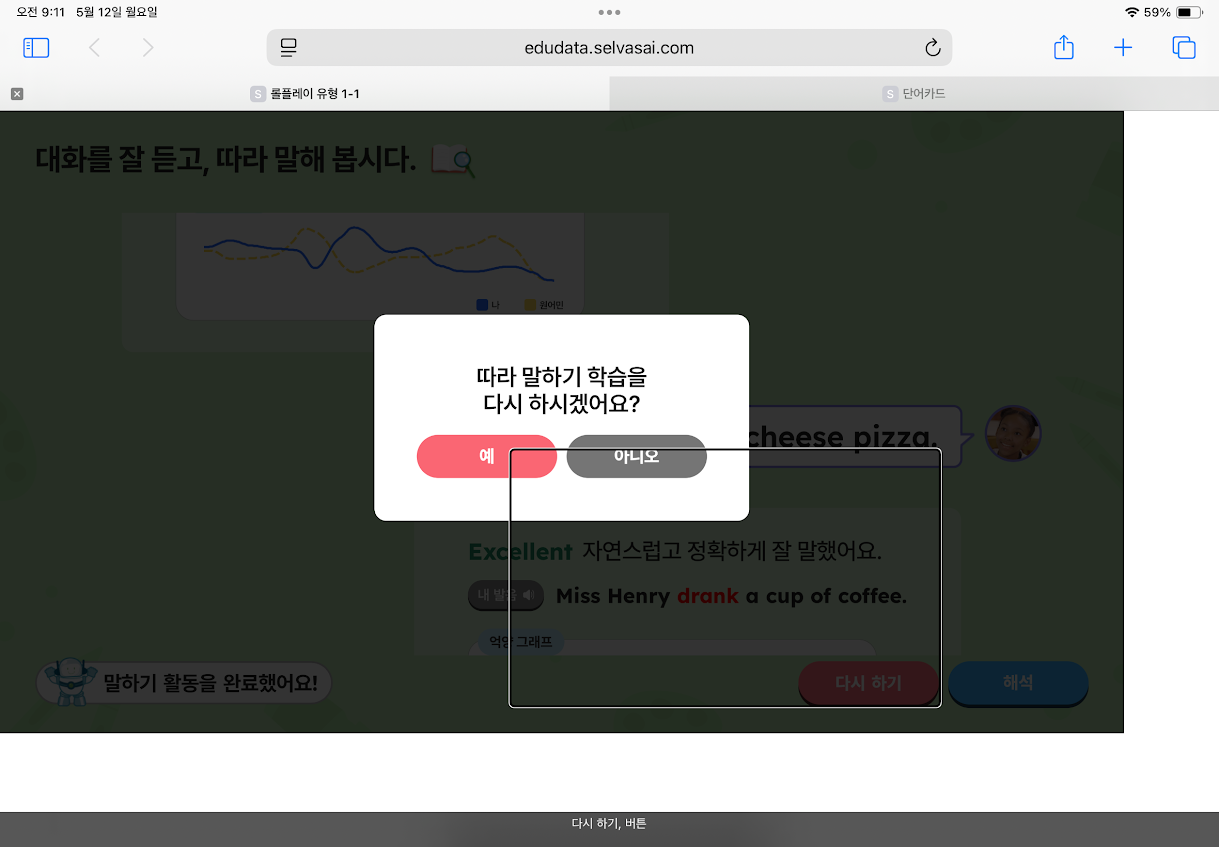 오전 9:11 5월 12일 월요일
59%
edudata.selvasai.com
S 롤플레이 유형 1-1
S 단어카드
대화를 잘 듣고, 따라 말해 봅시다.
나 원어민
따라 말하기 학습을
다시 하시겠어요?
예 아니오
cheese pizza.
Excellent 자연스럽고 정확하게 잘 말했어요.
내 발음 Miss Henry drank a cup of coffee.
억양 그래프
말하기 활동을 완료했어요!
다시 하기 해석
다시 하기, 버튼